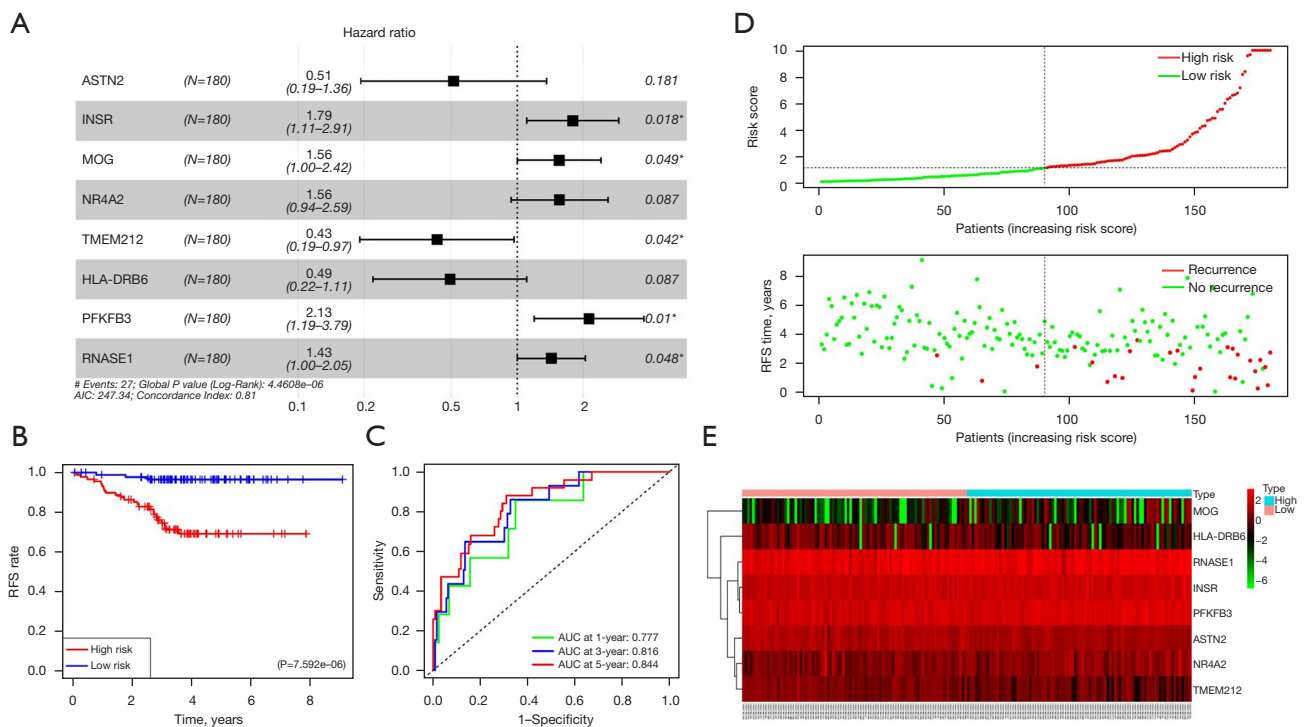 A
Hazard ratio
ASTN2 (N=180) 0.51 (0.19–1.36) 0.181
INSR (N=180) 1.79 (1.11–2.91) 0.018*
MOG (N=180) 1.56 (1.00–2.42) 0.049*
NR4A2 (N=180) 1.56 (0.94–2.59) 0.087
TMEM212 (N=180) 0.43 (0.19–0.97) 0.042*
HLA-DRB6 (N=180) 0.49 (0.22–1.11) 0.087
PFKFB3 (N=180) 2.13 (1.19–3.79) 0.01*
RNASE1 (N=180) 1.43 (1.00–2.05) 0.048*
# Events: 27; Global P value (Log-Rank): 4.4608e-06
AIC: 247.34; Concordance Index: 0.81
0.1 0.2 0.5 1 2
B
RFS rate
1.0
0.8
0.6
0.4
0.2
0.0
High risk
Low risk
(P=7.592e-06)
0 2 4 6 8
Time, years
C
Sensitivity
1.0
0.8
0.6
0.4
0.2
0.0
AUC at 1-year: 0.777
AUC at 3-year: 0.816
AUC at 5-year: 0.844
0.0 0.2 0.4 0.6 0.8 1.0
1–Specificity
D
Risk score
10
8
6
4
2
0
High risk
Low risk
0 50 100 150
Patients (increasing risk score)
RFS time, years
8
6
4
2
0
Recurrence
No recurrence
0 50 100 150
Patients (increasing risk score)
E
Type
MOG
HLA-DRB6
RNASE1
INSR
PFKFB3
ASTN2
NR4A2
TMEM212
2
0
−2
−4
−6
Type
High
Low